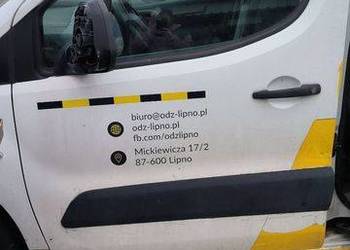 biuro@odz-lipno.pl
odz-lipno.pl
fb.com/odzlipno
Mickiewicza 17/2
87-600 Lipno